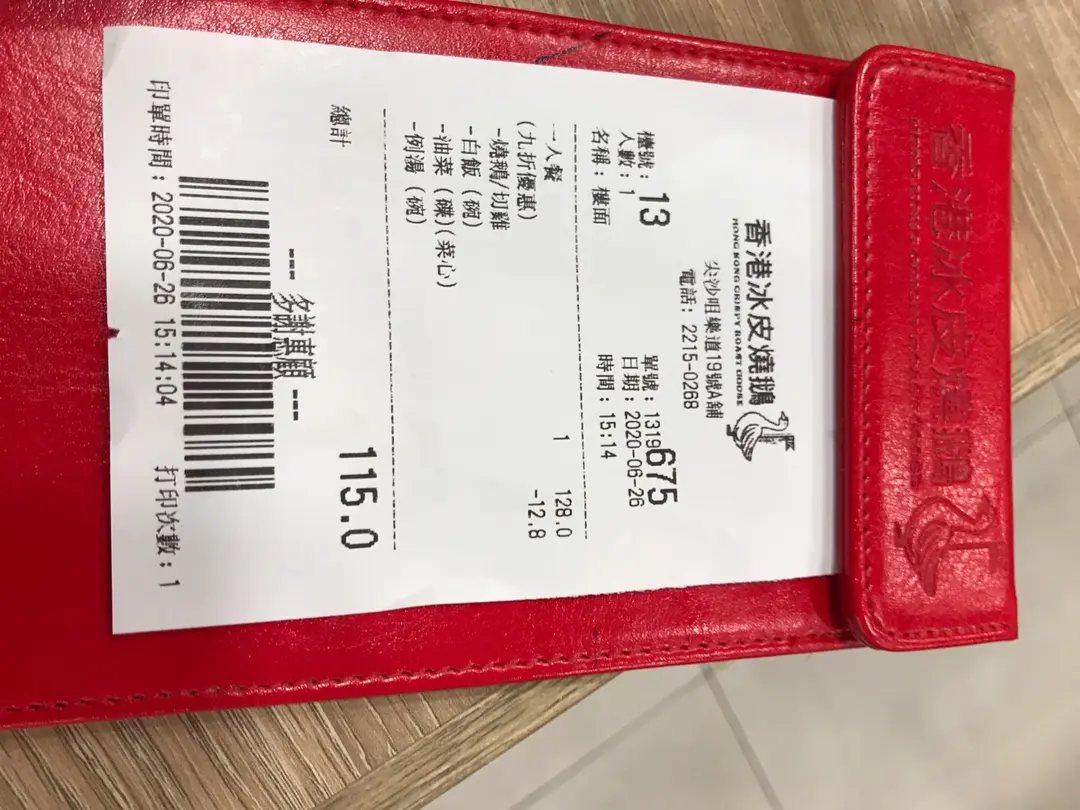 香港冰皮燒鵝
HONG KONG CRISPY ROAST GOOSE
香港冰皮燒鵝
HONG KONG CRISPY ROAST GOOSE
尖沙咀樂道19號A舖
電話: 2215-0268
檯號: 13 單號: 1319675
人數: 1 日期: 2020-06-26
名稱: 樓面 時間: 15:14
一人餐 1 128.0
(九折優惠) -12.8
-燒鵝/切雞
-白飯 (碗)
-油菜 (碟)(菜心)
-例湯 (碗)
總計 115.0
--- 多謝惠顧 ---
印單時間: 2020-06-26 15:14:04 打印次數: 1